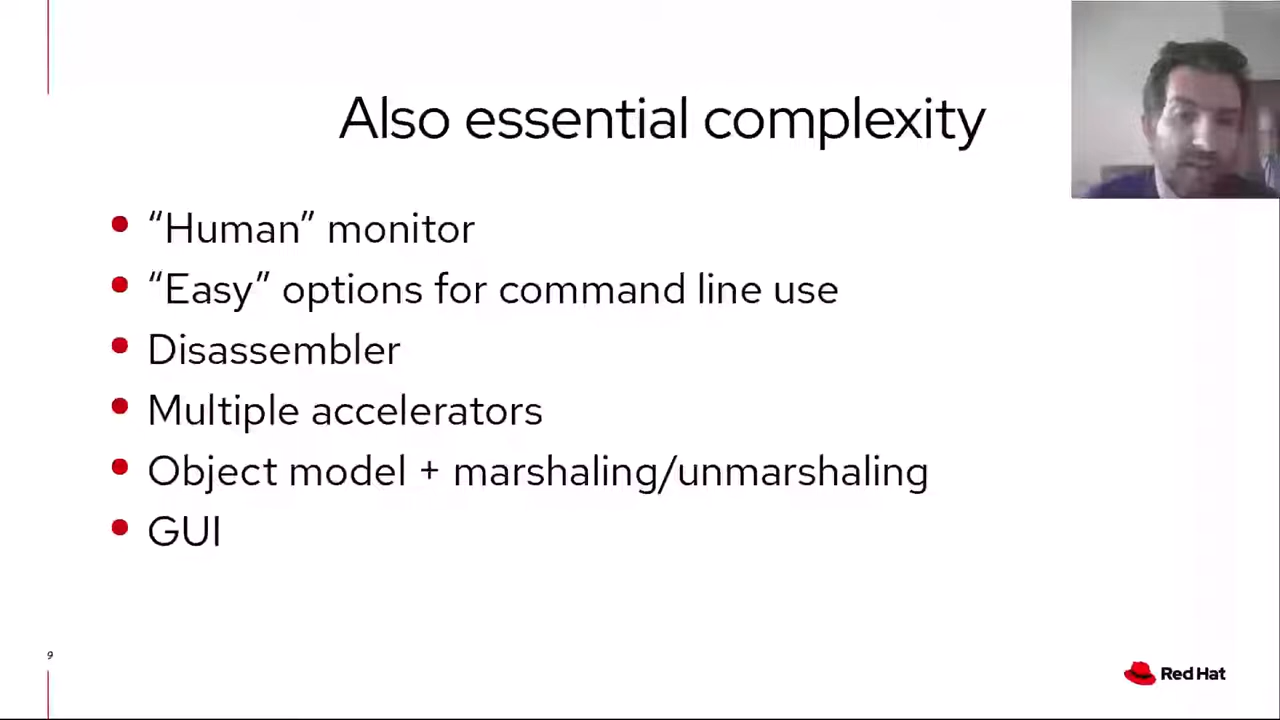 Also essential complexity
“Human” monitor
“Easy” options for command line use
Disassembler
Multiple accelerators
Object model + marshaling/unmarshaling
GUI
9
Red Hat